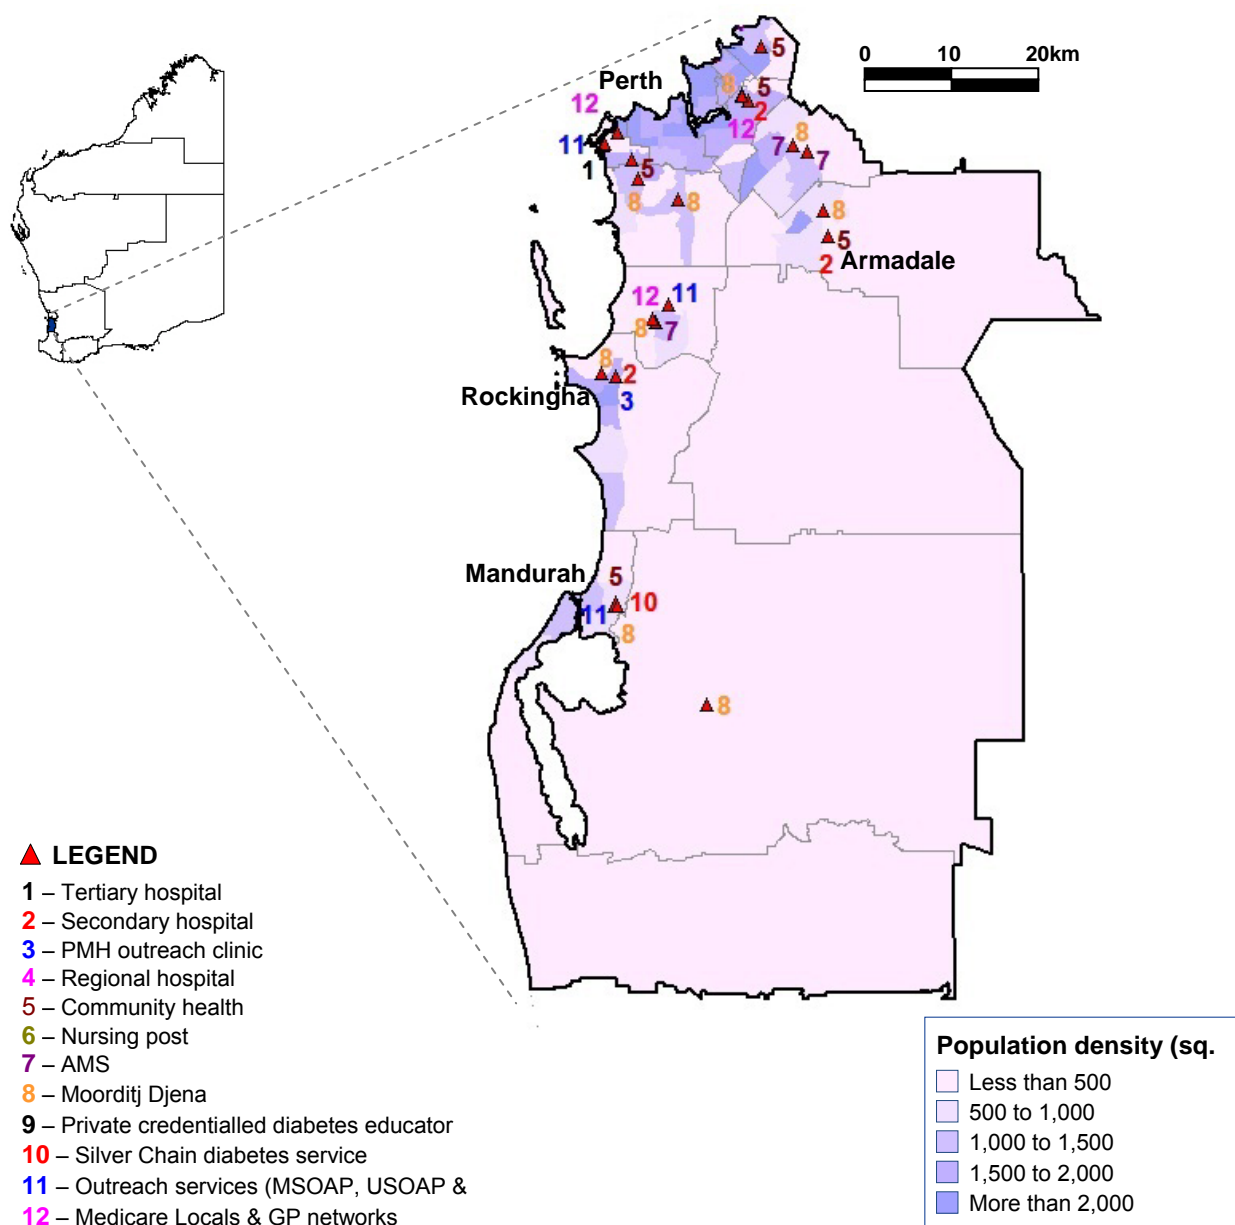 0 10 20km
5
Perth
8 5
12
2
12
11
8
7 7
1
5
8 8
8
5
Armadale
2
12 11
8 7
8
2
Rockingha 3
Mandurah 5
11 10
8
8
LEGEND
1 – Tertiary hospital
2 – Secondary hospital
3 – PMH outreach clinic
4 – Regional hospital
5 – Community health
6 – Nursing post
7 – AMS
8 – Moorditj Djena
9 – Private credentialled diabetes educator
10 – Silver Chain diabetes service
11 – Outreach services (MSOAP, USOAP &
12 – Medicare Locals & GP networks
Population density (sq.
Less than 500
500 to 1,000
1,000 to 1,500
1,500 to 2,000
More than 2,000